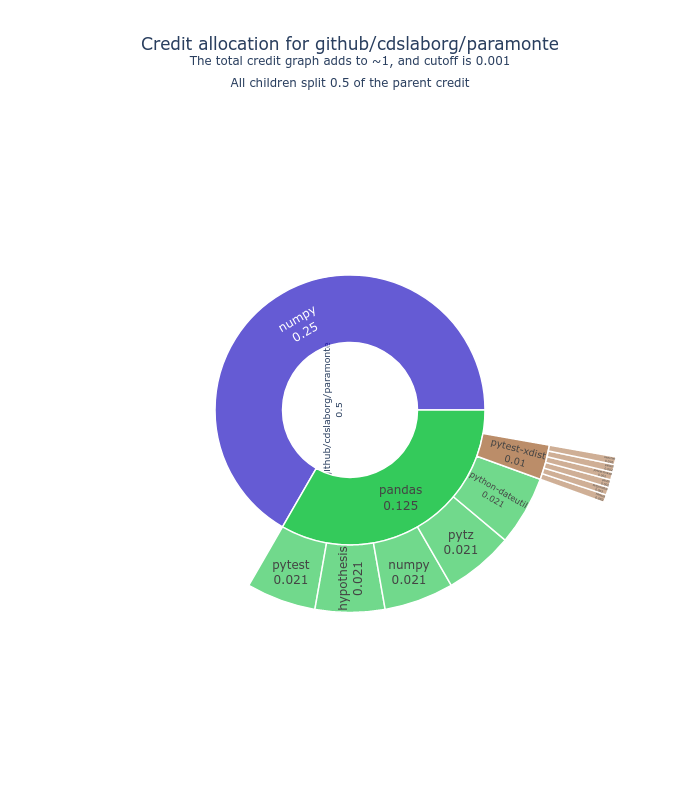 Credit allocation for github/cdslaborg/paramonte
The total credit graph adds to ~1, and cutoff is 0.001
All children split 0.5 of the parent credit
numpy
0.25
github/cdslaborg/paramonte
0.5
pandas
0.125
pytest-xdist
0.01
python-dateutil
0.021
pytz
0.021
numpy
0.021
hypothesis
0.021
pytest
0.021